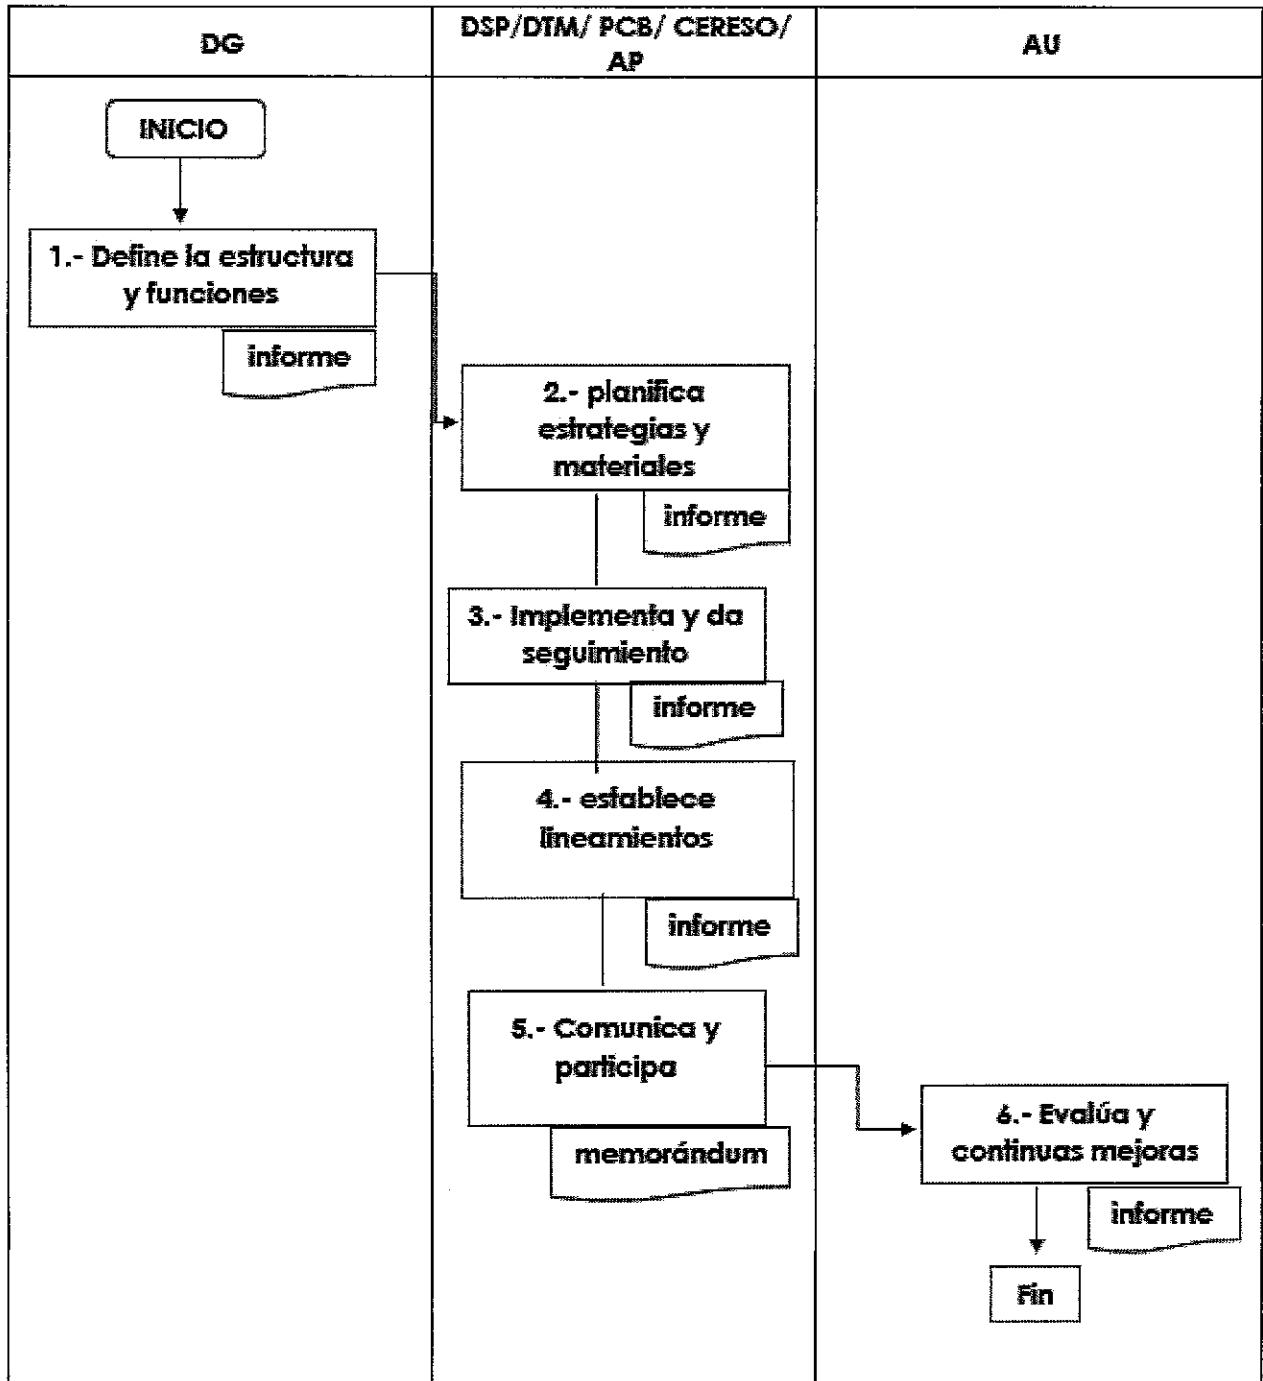 DG
DSP/DTM/ PCB/ CERESO/
AP
AU
INICIO
1.- Define la estructura
y funciones
informe
2.- planifica
estrategias y
materiales
informe
3.- Implementa y da
seguimiento
informe
4.- establece
lineamientos
informe
5.- Comunica y
participa
memorándum
6.- Evalúa y
continuas mejoras
informe
Fin